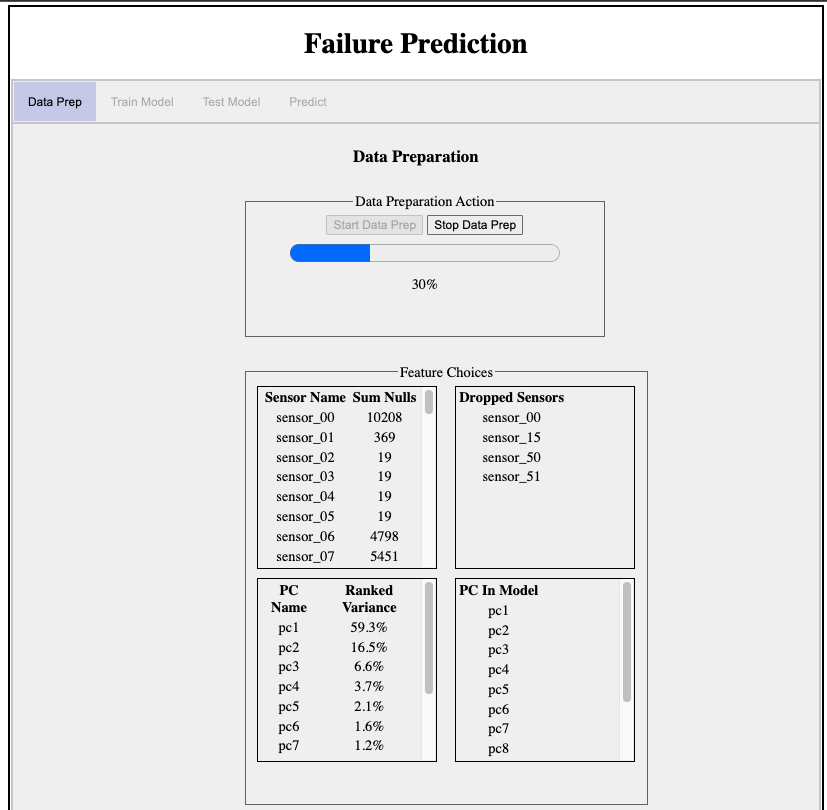 Failure Prediction
Data Prep Train Model Test Model Predict
Data Preparation
Data Preparation Action
Start Data Prep Stop Data Prep
30%
Feature Choices
Sensor Name Sum Nulls
sensor_00 10208
sensor_01 369
sensor_02 19
sensor_03 19
sensor_04 19
sensor_05 19
sensor_06 4798
sensor_07 5451
Dropped Sensors
sensor_00
sensor_15
sensor_50
sensor_51
PC Ranked
Name Variance
pc1 59.3%
pc2 16.5%
pc3 6.6%
pc4 3.7%
pc5 2.1%
pc6 1.6%
pc7 1.2%
PC In Model
pc1
pc2
pc3
pc4
pc5
pc6
pc7
pc8